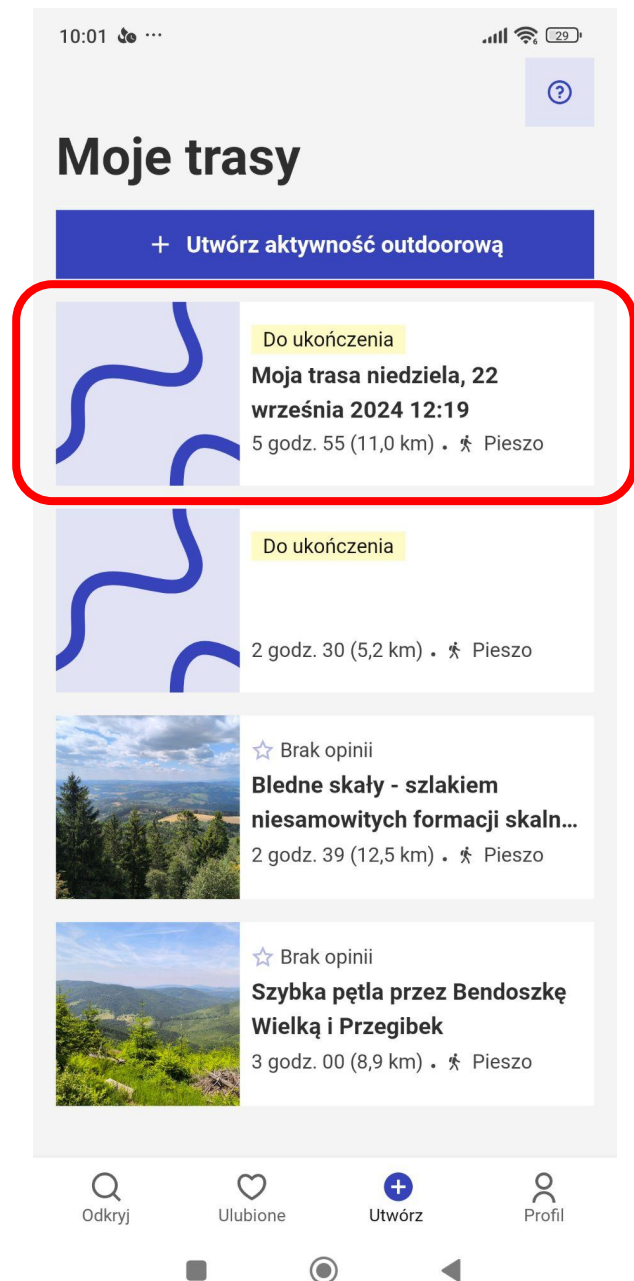 10:01 29
Moje trasy
+ Utwórz aktywność outdoorową
Do ukończenia
Moja trasa niedziela, 22
września 2024 12:19
5 godz. 55 (11,0 km) . Pieszo
Do ukończenia
2 godz. 30 (5,2 km) . Pieszo
Brak opinii
Bledne skały - szlakiem
niesamowitych formacji skaln...
2 godz. 39 (12,5 km) . Pieszo
Brak opinii
Szybka pętla przez Bendoszkę
Wielką i Przegibek
3 godz. 00 (8,9 km) . Pieszo
Odkryj Ulubione Utwórz Profil